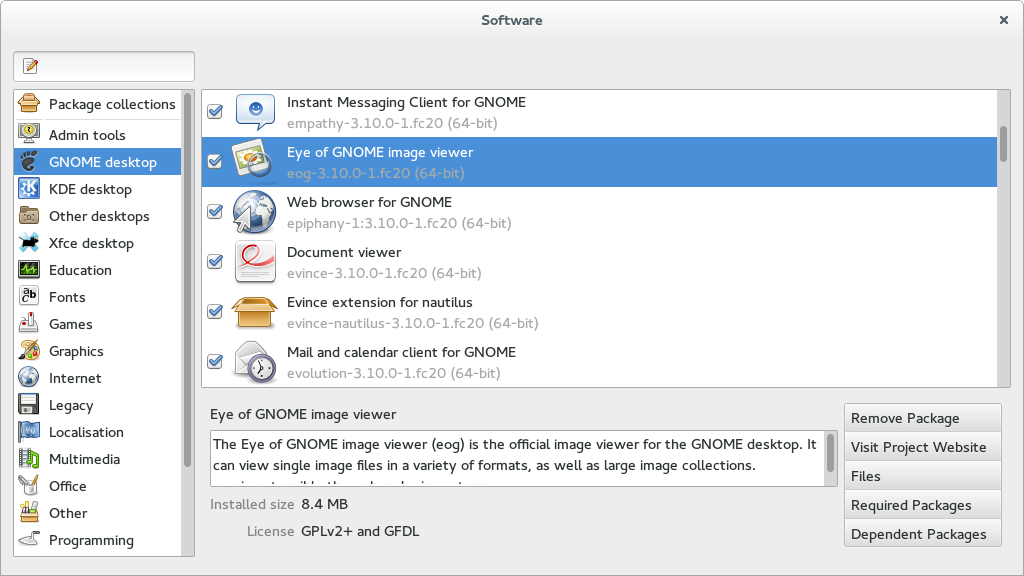 Software
Package collections
Admin tools
GNOME desktop
KDE desktop
Other desktops
Xfce desktop
Education
Fonts
Games
Graphics
Internet
Legacy
Localisation
Multimedia
Office
Other
Programming
Instant Messaging Client for GNOME
empathy-3.10.0-1.fc20 (64-bit)
Eye of GNOME image viewer
eog-3.10.0-1.fc20 (64-bit)
Web browser for GNOME
epiphany-1:3.10.0-1.fc20 (64-bit)
Document viewer
evince-3.10.0-1.fc20 (64-bit)
Evince extension for nautilus
evince-nautilus-3.10.0-1.fc20 (64-bit)
Mail and calendar client for GNOME
evolution-3.10.0-1.fc20 (64-bit)
Eye of GNOME image viewer
The Eye of GNOME image viewer (eog) is the official image viewer for the GNOME desktop. It
can view single image files in a variety of formats, as well as large image collections.
Installed size 8.4 MB
License GPLv2+ and GFDL
Remove Package
Visit Project Website
Files
Required Packages
Dependent Packages